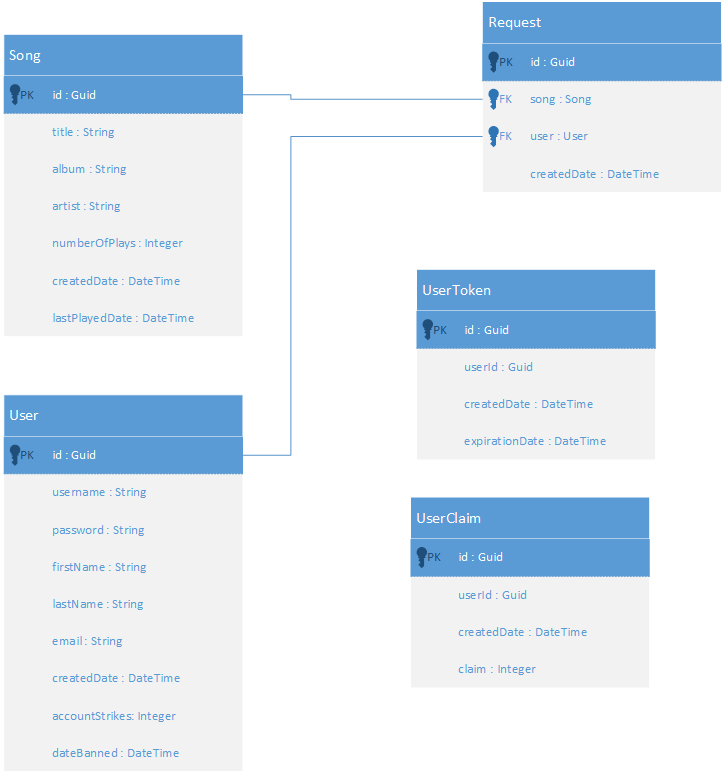 Song
PK id : Guid
title : String
album : String
artist : String
numberOfPlays : Integer
createdDate : DateTime
lastPlayedDate : DateTime
Request
PK id : Guid
FK song : Song
FK user : User
createdDate : DateTime
UserToken
PK id : Guid
userId : Guid
createdDate : DateTime
expirationDate : DateTime
User
PK id : Guid
username : String
password : String
firstName : String
lastName : String
email : String
createdDate : DateTime
accountStrikes: Integer
dateBanned : DateTime
UserClaim
PK id : Guid
userId : Guid
createdDate : DateTime
claim : Integer